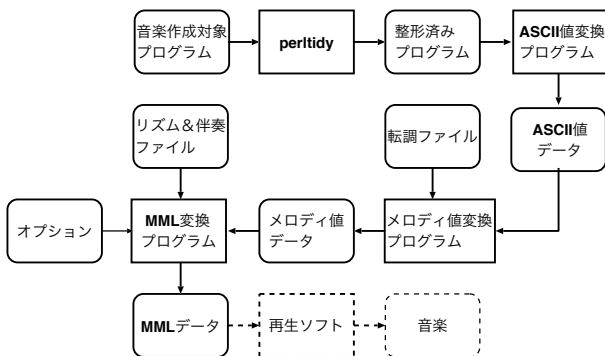 音楽作成対象
プログラム
perltidy
整形済み
プログラム
ASCII値変換
プログラム
リズム&伴奏
ファイル
転調ファイル
ASCII値
データ
オプション
MML変換
プログラム
メロディ値
データ
メロディ値変換
プログラム
MMLデータ
再生ソフト
音楽